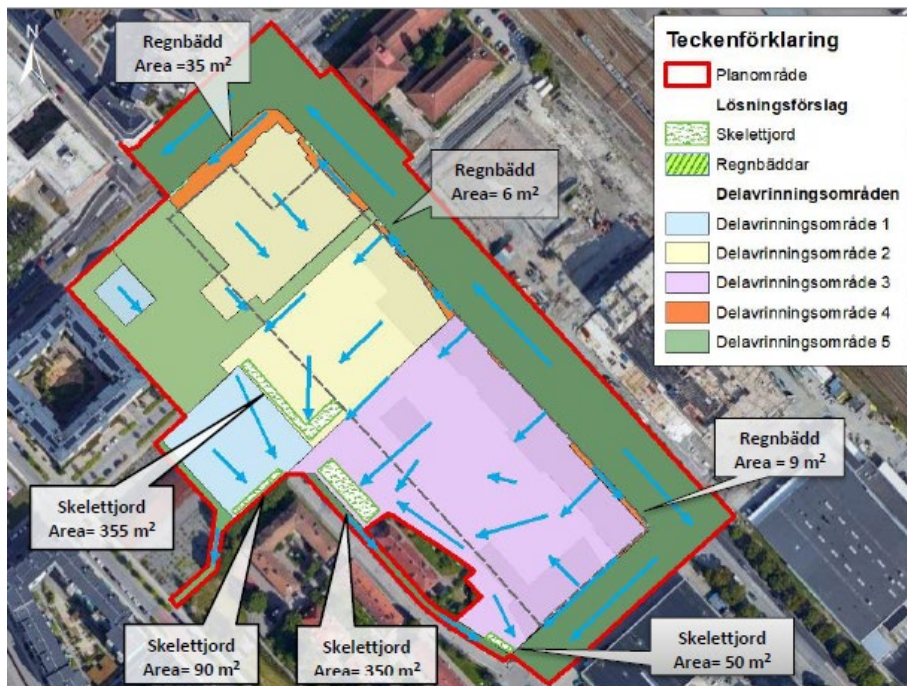 N
Regnbädd
Area =35 m²
Regnbädd
Area= 6 m²
Teckenförklaring
Planområde
Lösningsförslag
Skelettjord
Regnbäddar
Delavrinningsområden
Delavrinningsområde 1
Delavrinningsområde 2
Delavrinningsområde 3
Delavrinningsområde 4
Delavrinningsområde 5
Regnbädd
Area = 9 m²
Skelettjord
Area= 355 m²
Skelettjord
Area= 90 m²
Skelettjord
Area= 350 m²
Skelettjord
Area= 50 m²